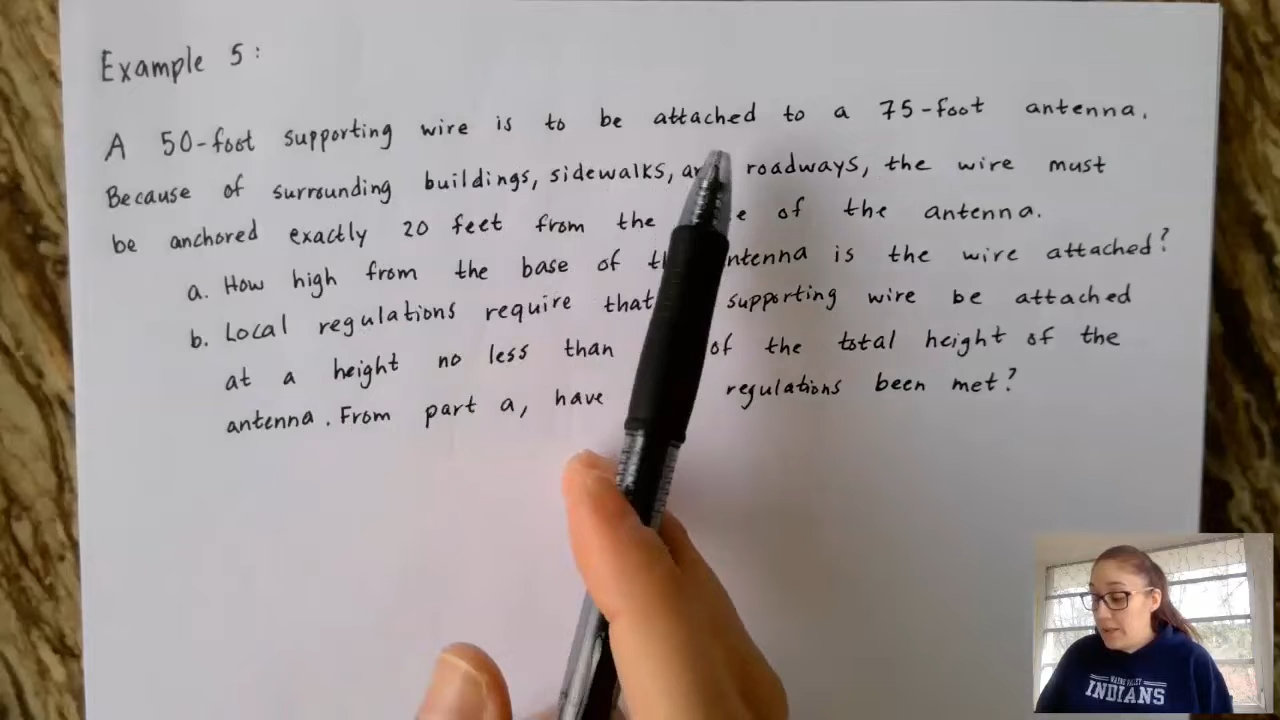 Example 5:
A 50-foot supporting wire is to be attached to a 75-foot antenna.
Because of surrounding buildings, sidewalks, roadways, the wire must
be anchored exactly 20 feet from the of the antenna.
a. How high from the base of antenna is the wire attached?
b. Local regulations require that supporting wire be attached
at a height no less than of the total height of the
antenna. From part a, have regulations been met?
WAYNE VALLEY
INDIANS